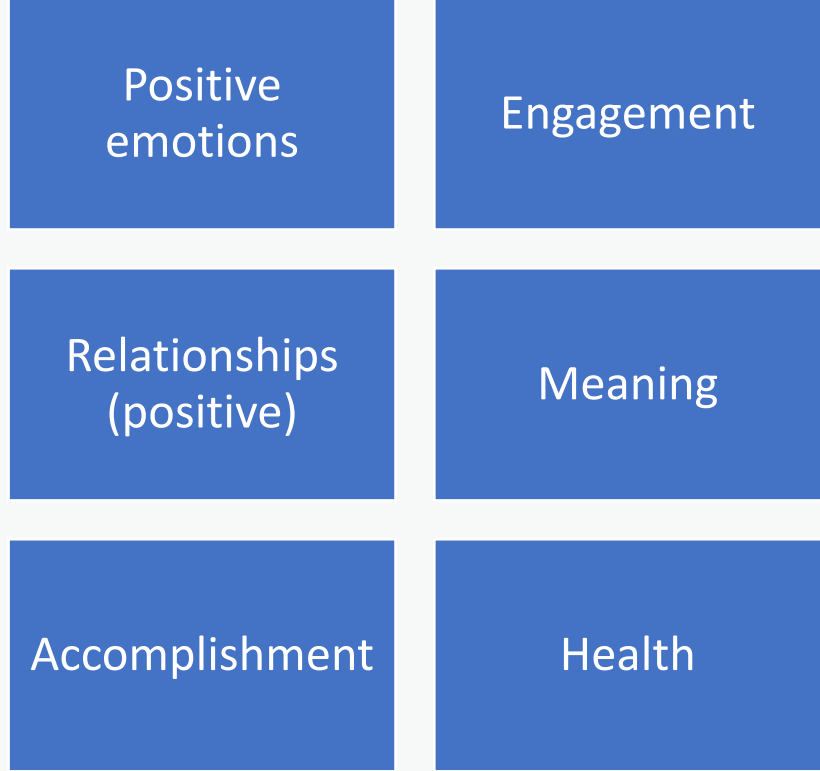 Positive
emotions
Engagement
Relationships
(positive)
Meaning
Accomplishment
Health